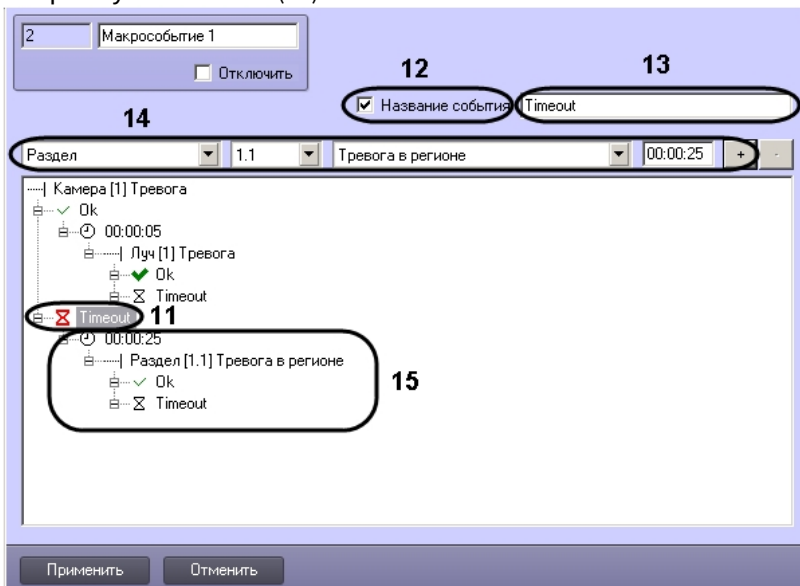 2 Макрособытие 1
Отключить
12 13
Название события Timeout
14
Раздел 1.1 Тревога в регионе 00:00:25 + -
Камера [1] Тревога
Ok
00:00:05
Луч [1] Тревога
Ok
Timeout
Timeout 11
00:00:25
Раздел [1.1] Тревога в регионе
Ok 15
Timeout
Применить Отменить